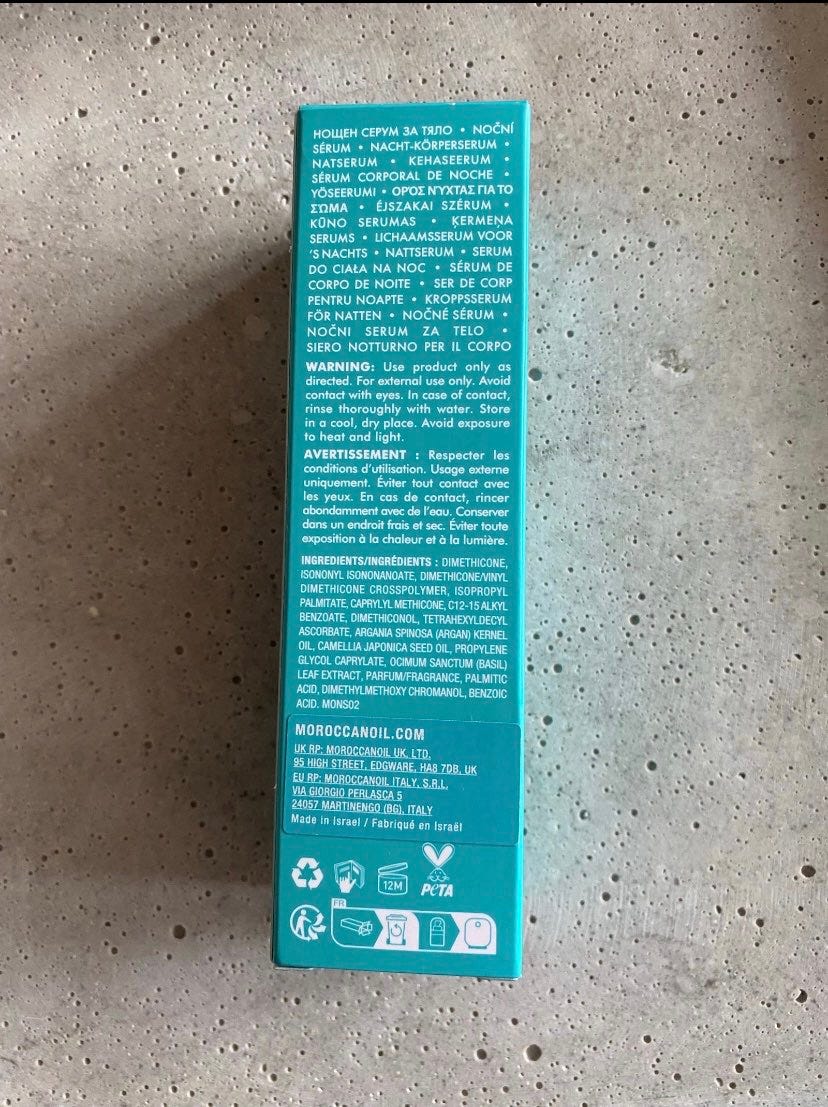 НОЩЕН СЕРУМ ЗА ТЯЛО • NOČNÍ
SÉRUM • NACHT-KÖRPERSERUM •
NATSERUM • KEHASEERUM •
SÉRUM CORPORAL DE NOCHE •
YÖSEERUMI • ΟΡΌΣ ΝΎΧΤΑΣ ΓΙΑ ΤΟ
ΣΏΜΑ • ÉJSZAKAI SZÉRUM •
KŪNO SERUMAS • ĶERMEŅA
SERUMS • LICHAAMSSERUM VOOR
'S NACHTS • NATTSERUM • SERUM
DO CIAŁA NA NOC • SÉRUM DE
CORPO DE NOITE • SER DE CORP
PENTRU NOAPTE • KROPPSSERUM
FÖR NATTEN • NOČNÉ SÉRUM •
NOČNI SERUM ZA TELO •
SIERO NOTTURNO PER IL CORPO
WARNING: Use product only as
directed. For external use only. Avoid
contact with eyes. In case of contact,
rinse thoroughly with water. Store
in a cool, dry place. Avoid exposure
to heat and light.
AVERTISSEMENT : Respecter les
conditions d'utilisation. Usage externe
uniquement. Éviter tout contact avec
les yeux. En cas de contact, rincer
abondamment avec de l'eau. Conserver
dans un endroit frais et sec. Éviter toute
exposition à la chaleur et à la lumière.
INGREDIENTS/INGRÉDIENTS : DIMETHICONE,
ISONONYL ISONONANOATE, DIMETHICONE/VINYL
DIMETHICONE CROSSPOLYMER, ISOPROPYL
PALMITATE, CAPRYLYL METHICONE, C12-15 ALKYL
BENZOATE, DIMETHICONOL, TETRAHEXYLDECYL
ASCORBATE, ARGANIA SPINOSA (ARGAN) KERNEL
OIL, CAMELLIA JAPONICA SEED OIL, PROPYLENE
GLYCOL CAPRYLATE, OCIMUM SANCTUM (BASIL)
LEAF EXTRACT, PARFUM/FRAGRANCE, PALMITIC
ACID, DIMETHYLMETHOXY CHROMANOL, BENZOIC
ACID. MONS02
MOROCCANOIL.COM
UK RP: MOROCCANOIL UK, LTD.
95 HIGH STREET, EDGWARE, HA8 7DB, UK
EU RP: MOROCCANOIL ITALY, S.R.L.
VIA GIORGIO PERLASCA 5
24057 MARTINENGO (BG), ITALY
Made in Israel / Fabriqué en Israël
12M
PETA
FR